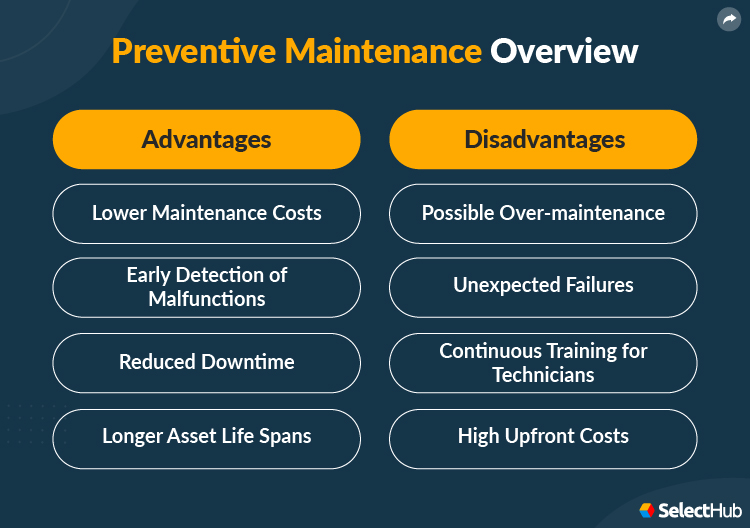 Preventive Maintenance Overview
Advantages
Disadvantages
Lower Maintenance Costs
Possible Over-maintenance
Early Detection of
Malfunctions
Unexpected Failures
Reduced Downtime
Continuous Training for
Technicians
Longer Asset Life Spans
High Upfront Costs
SelectHub